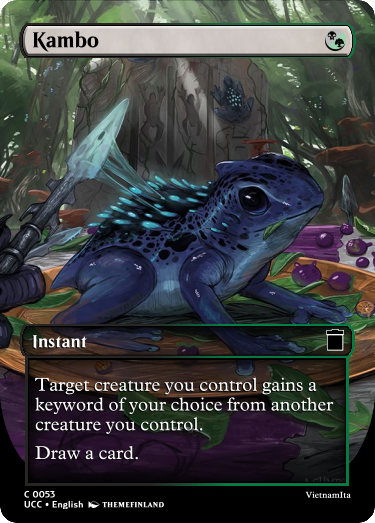 Kambo
Instant
Target creature you control gains a
keyword of your choice from another
creature you control.
Draw a card.
C 0053
UCC • English THEMEFINLAND
VietnamIta